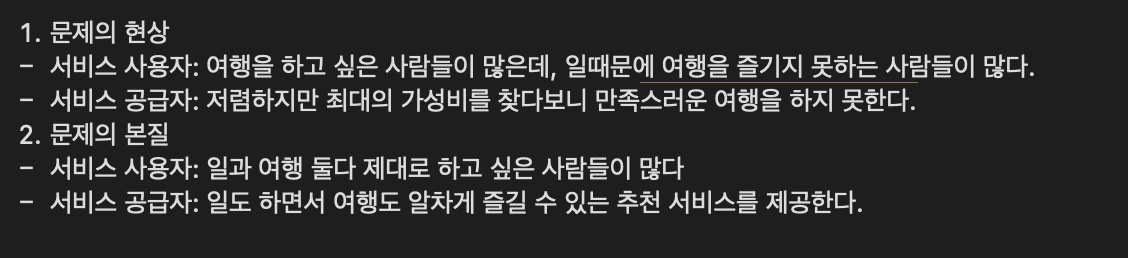 1. 문제의 현상
- 서비스 사용자: 여행을 하고 싶은 사람들이 많은데, 일때문에 여행을 즐기지 못하는 사람들이 많다.
- 서비스 공급자: 저렴하지만 최대의 가성비를 찾다보니 만족스러운 여행을 하지 못한다.
2. 문제의 본질
- 서비스 사용자: 일과 여행 둘다 제대로 하고 싶은 사람들이 많다
- 서비스 공급자: 일도 하면서 여행도 알차게 즐길 수 있는 추천 서비스를 제공한다.